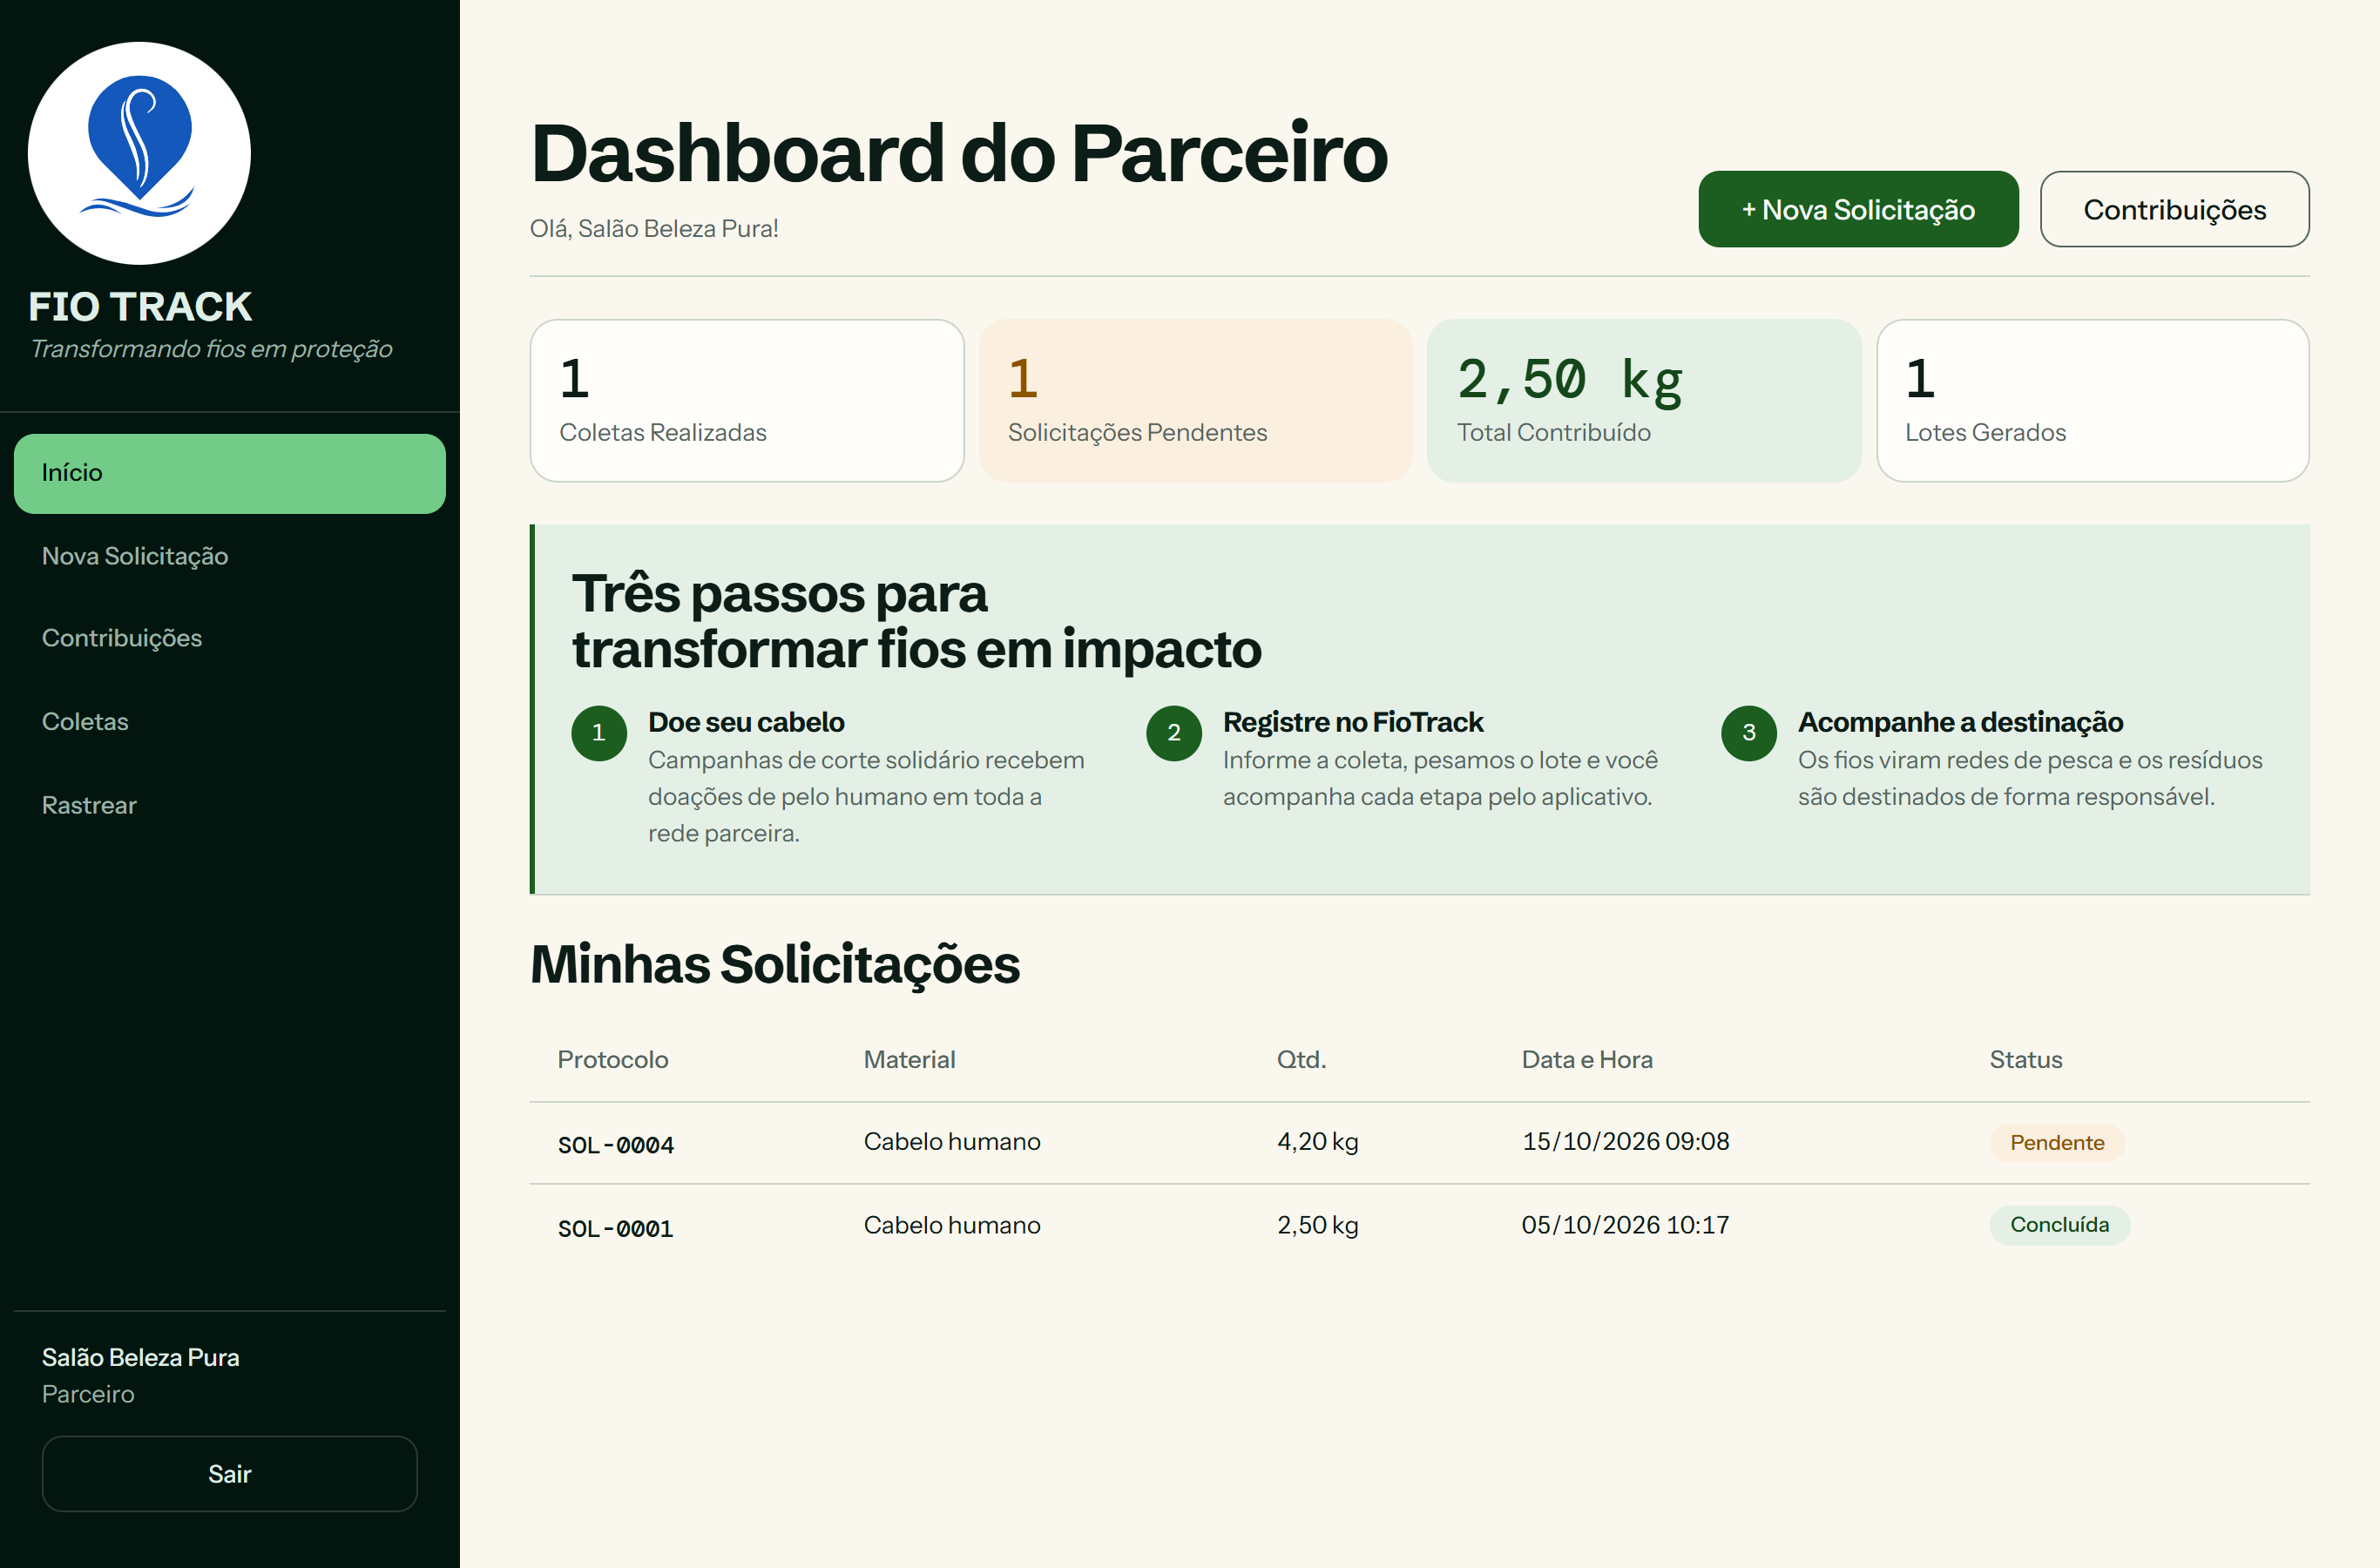 FIO TRACK
Transformando fios em proteção
Início
Nova Solicitação
Contribuições
Coletas
Rastrear
Salão Beleza Pura
Parceiro
Sair
Dashboard do Parceiro
Olá, Salão Beleza Pura!
+ Nova Solicitação
Contribuições
1
Coletas Realizadas
1
Solicitações Pendentes
2,50 kg
Total Contribuído
1
Lotes Gerados
Três passos para
transformar fios em impacto
1
Doe seu cabelo
Campanhas de corte solidário recebem
doações de pelo humano em toda a
rede parceira.
2
Registre no FioTrack
Informe a coleta, pesamos o lote e você
acompanha cada etapa pelo aplicativo.
3
Acompanhe a destinação
Os fios viram redes de pesca e os resíduos
são destinados de forma responsável.
Minhas Solicitações
Protocolo Material Qtd. Data e Hora Status
SOL-0004 Cabelo humano 4,20 kg 15/10/2026 09:08 Pendente
SOL-0001 Cabelo humano 2,50 kg 05/10/2026 10:17 Concluída